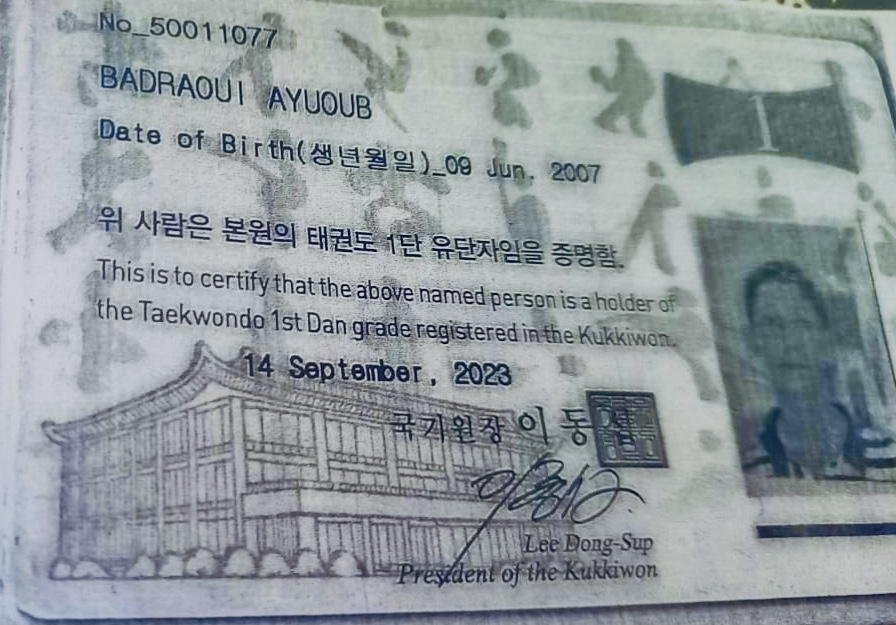 No_50011077
BADRAOUI AYUOUB
1
Date of Birth(생년월일)_09 Jun. 2007
위 사람은 본원의 태권도 1단 유단자임을 증명함.
This is to certify that the above named person is a holder of
the Taekwondo 1st Dan grade registered in the Kukkiwon.
14 September, 2023
국기원장 이 동
Lee Dong-Sup
President of the Kukkiwon